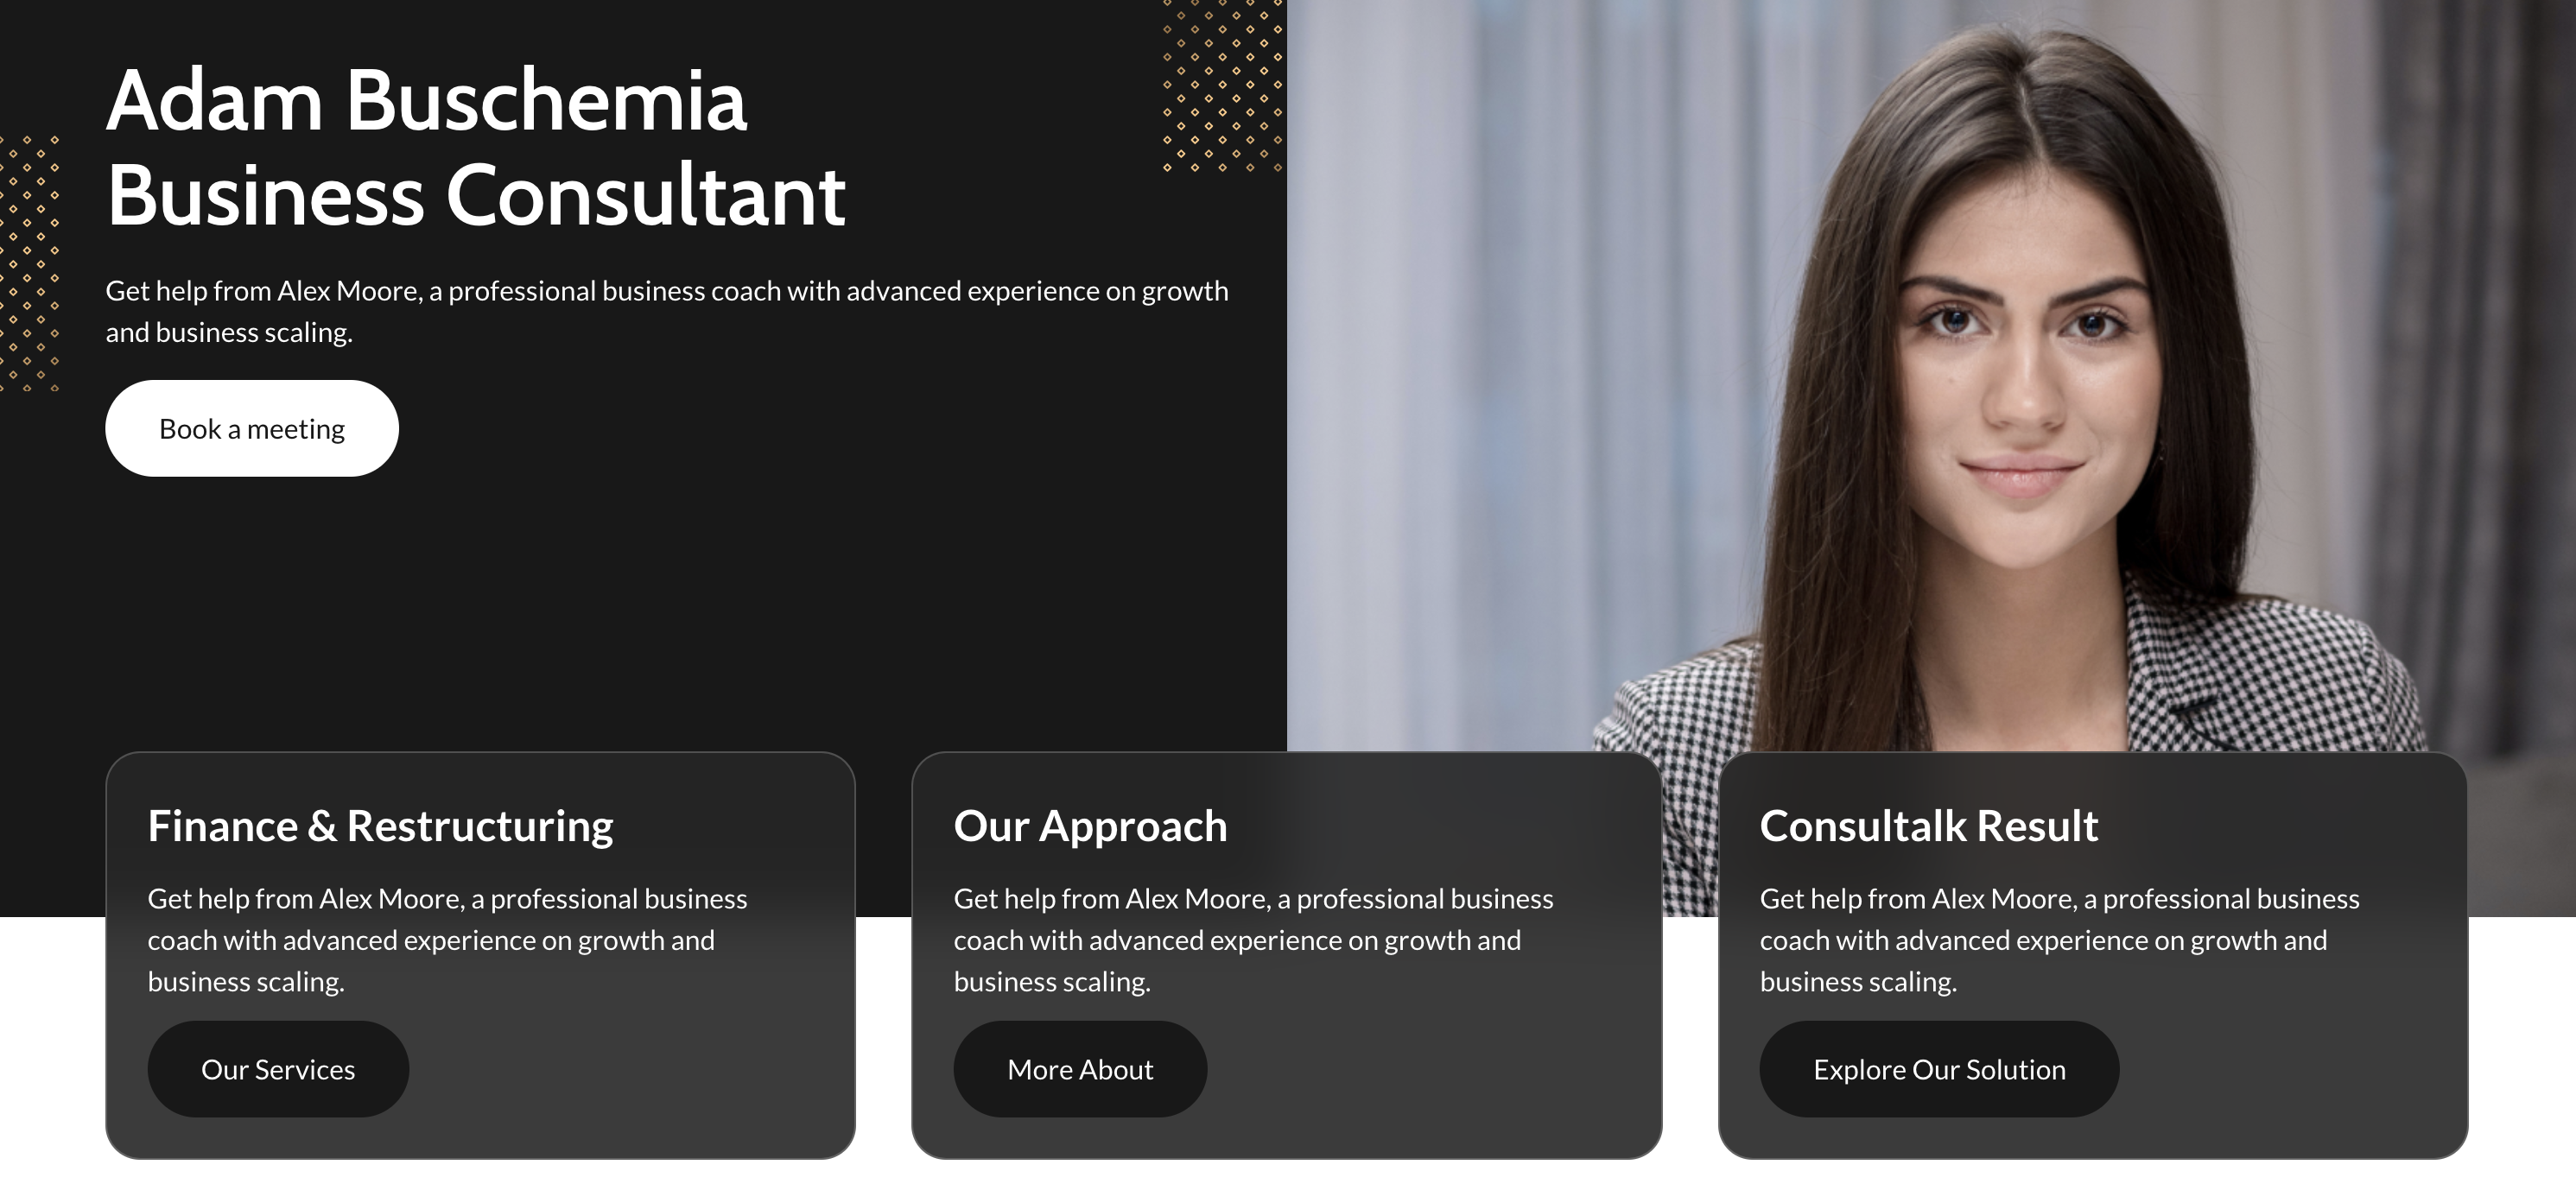 Adam Buschemia
Business Consultant
Get help from Alex Moore, a professional business coach with advanced experience on growth
and business scaling.
Book a meeting
Finance & Restructuring
Get help from Alex Moore, a professional business
coach with advanced experience on growth and
business scaling.
Our Services
Our Approach
Get help from Alex Moore, a professional business
coach with advanced experience on growth and
business scaling.
More About
Consultalk Result
Get help from Alex Moore, a professional business
coach with advanced experience on growth and
business scaling.
Explore Our Solution